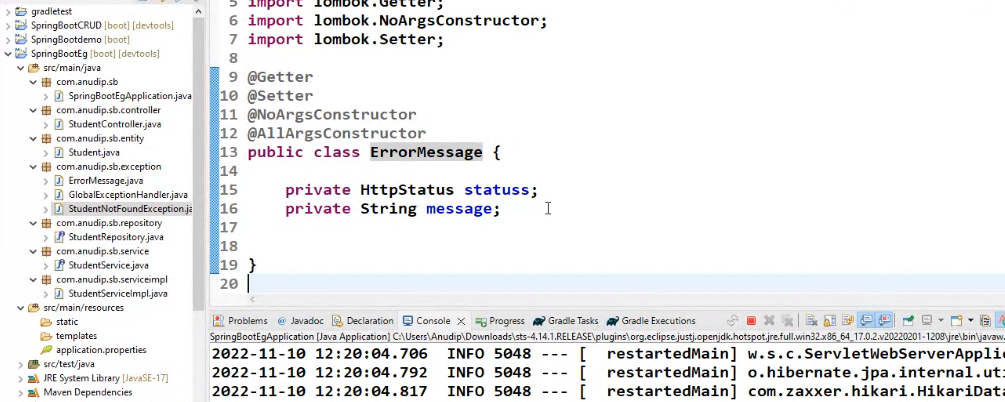 gradletest
SpringBootCRUD [boot] [devtools]
SpringBootdemo [boot] [devtools]
SpringBootEg [boot] [devtools]
src/main/java
com.anudip.sb
SpringBootEgApplication.java
com.anudip.sb.controller
StudentController.java
com.anudip.sb.entity
Student.java
com.anudip.sb.exception
ErrorMessage.java
GlobalExceptionHandler.java
StudentNotFoundException.ja
com.anudip.sb.repository
StudentRepository.java
com.anudip.sb.service
StudentService.java
com.anudip.sb.serviceimpl
StudentServiceImpl.java
src/main/resources
static
templates
application.properties
src/test/java
JRE System Library [JavaSE-17]
Maven Dependencies
5 import lombok.Getter;
6 import lombok.NoArgsConstructor;
7 import lombok.Setter;
8
9 @Getter
10 @Setter
11 @NoArgsConstructor
12 @AllArgsConstructor
13 public class ErrorMessage {
14
15 private HttpStatus statuss;
16 private String message;
17
18
19 }
20
Problems @ Javadoc Declaration Console Progress Gradle Tasks Gradle Executions
SpringBootEgApplication [Java Application] C:\Users\Anudip\Downloads\sts-4.14.1.RELEASE\plugins\org.eclipse.justj.openjdk.hotspot.jre.full.win32.x86_64_17.0.2.v20220201-1208\jre\bin\javaw
2022-11-10 12:20:04.706 INFO 5048 --- [ restartedMain] w.s.c.ServletWebServerApplic
2022-11-10 12:20:04.792 INFO 5048 --- [ restartedMain] o.hibernate.jpa.internal.uti
2022-11-10 12:20:04.817 INFO 5048 --- [ restartedMain] com.zaxxer.hikari.HikariData